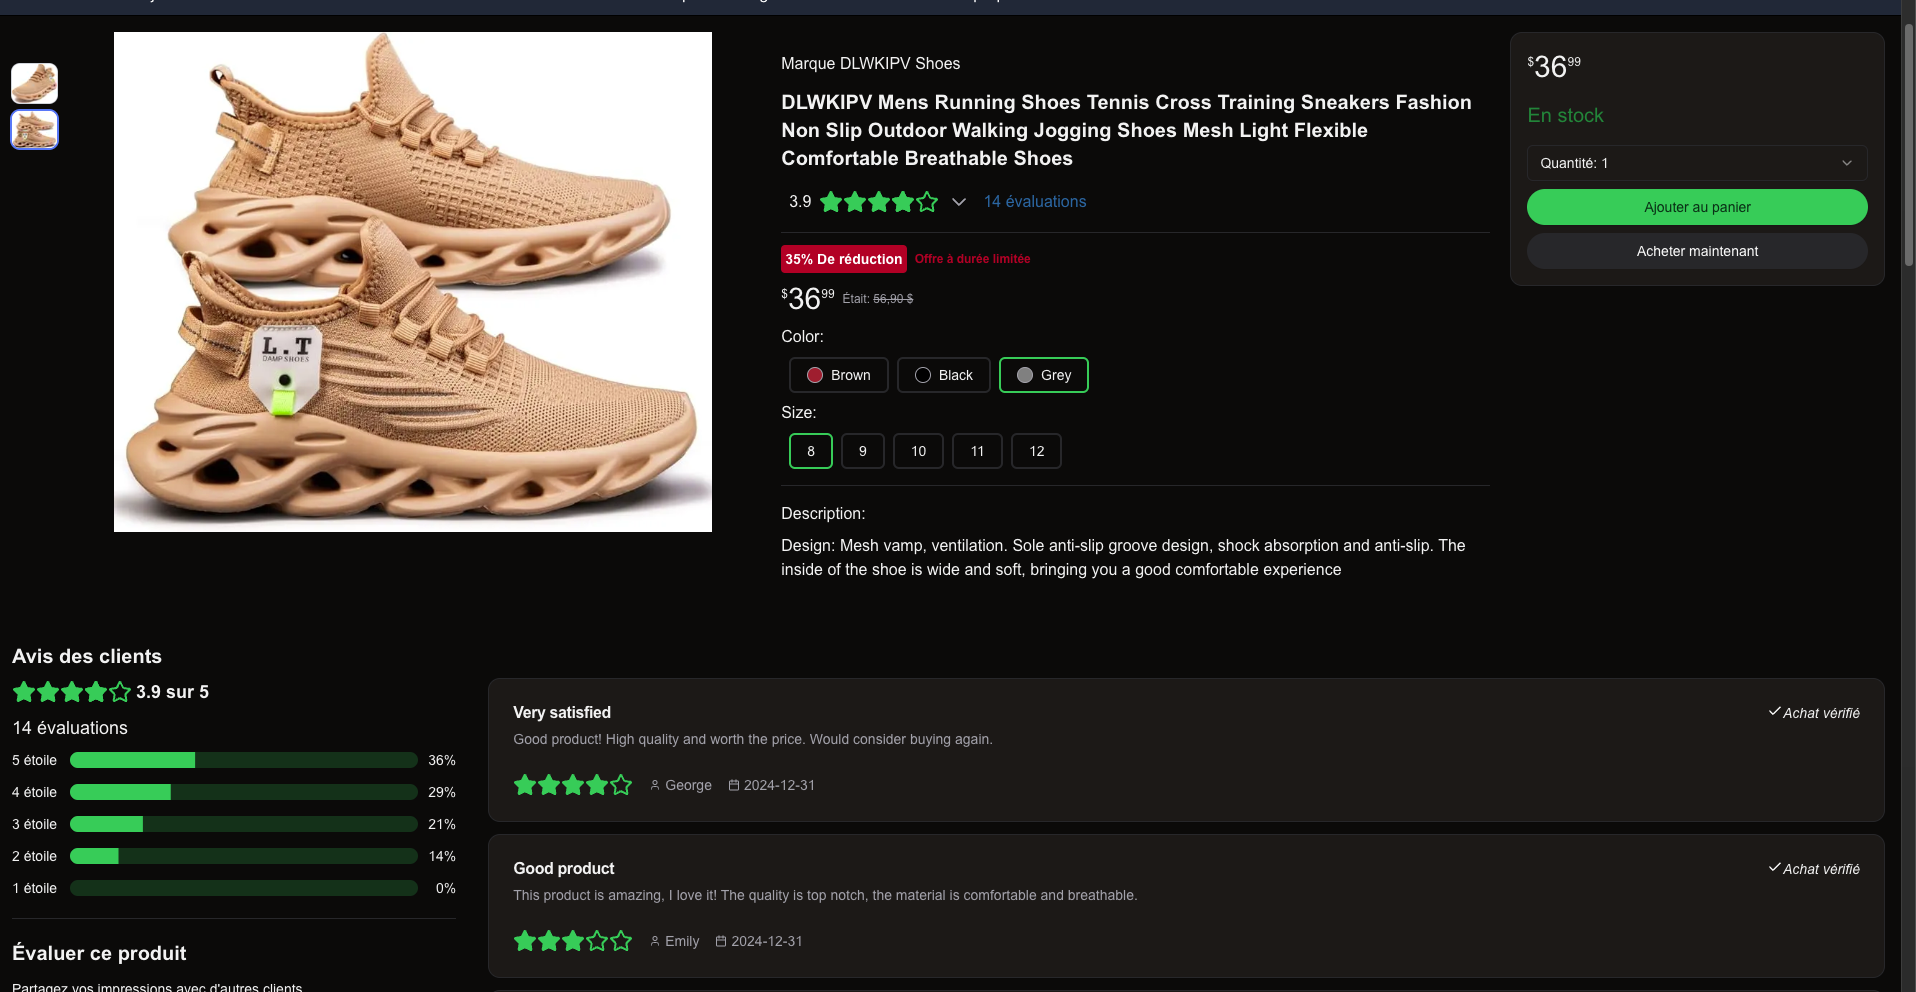 Marque DLWKIPV Shoes
DLWKIPV Mens Running Shoes Tennis Cross Training Sneakers Fashion
Non Slip Outdoor Walking Jogging Shoes Mesh Light Flexible
Comfortable Breathable Shoes
3.9
14 évaluations
35% De réduction Offre à durée limitée
$36 99 Était: 56,90 $
Color:
Brown Black Grey
Size:
8 9 10 11 12
Description:
Design: Mesh vamp, ventilation. Sole anti-slip groove design, shock absorption and anti-slip. The
inside of the shoe is wide and soft, bringing you a good comfortable experience
$36 99
En stock
Quantité: 1
Ajouter au panier
Acheter maintenant
L.T
DAMP SHOES
Avis des clients
3.9 sur 5
14 évaluations
5 étoile 36%
4 étoile 29%
3 étoile 21%
2 étoile 14%
1 étoile 0%
Évaluer ce produit
Partagez vos impressions avec d'autres clients
Very satisfied
Achat vérifié
Good product! High quality and worth the price. Would consider buying again.
George 2024-12-31
Good product
Achat vérifié
This product is amazing, I love it! The quality is top notch, the material is comfortable and breathable.
Emily 2024-12-31